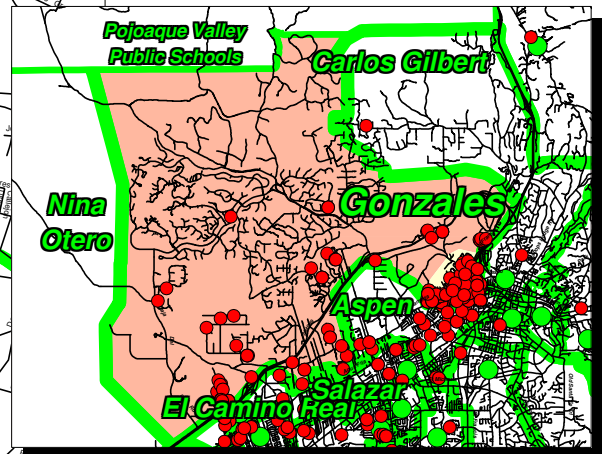 Pojoaque Valley
Public Schools
Carlos Gilbert
Nina
Otero
Gonzales
Aspen
Salazar
El Camino Real